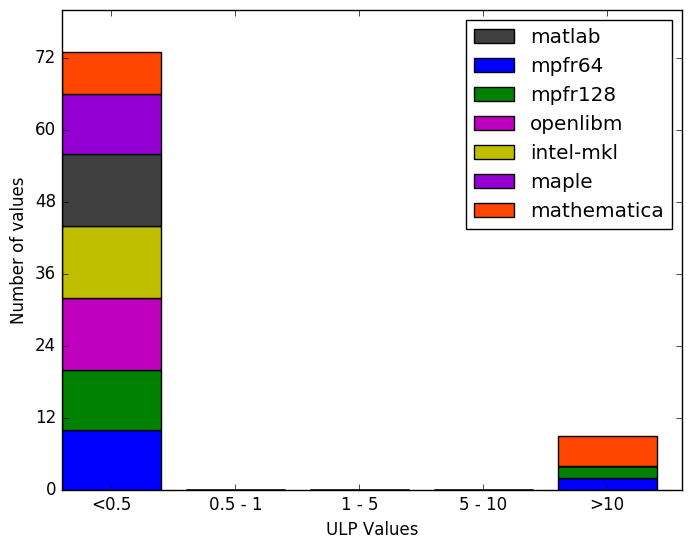 matlab
mpfr64
mpfr128
openlibm
intel-mkl
maple
mathematica
Number of values
72
60
48
36
24
12
0
<0.5
0.5 - 1
1 - 5
5 - 10
>10
ULP Values